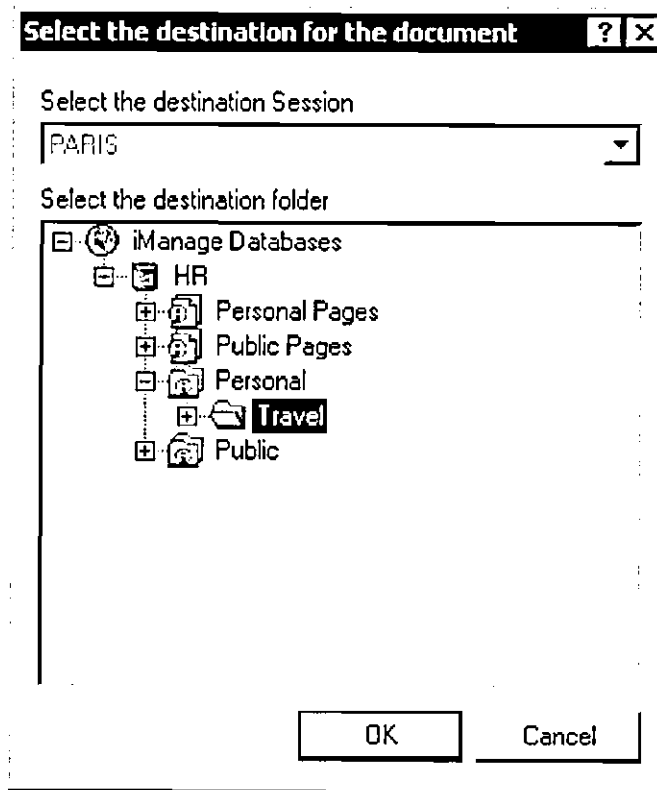 Select the destination for the document ? X
Select the destination Session
PARIS
Select the destination folder
iManage Databases
HR
Personal Pages
Public Pages
Personal
Travel
Public
OK Cancel